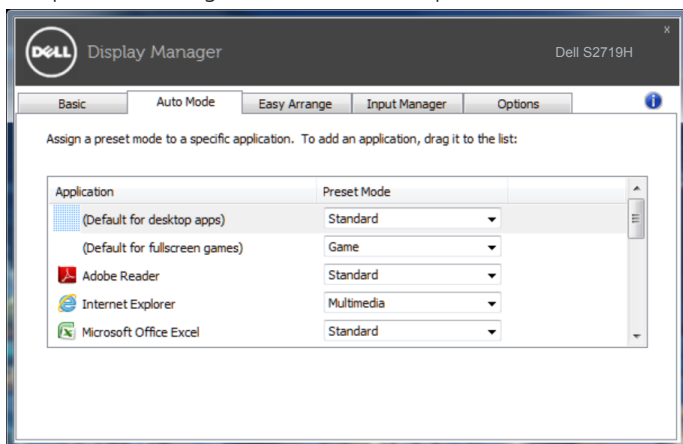 DELL Display Manager
x
Dell S2719H
Basic Auto Mode Easy Arrange Input Manager Options
Assign a preset mode to a specific application. To add an application, drag it to the list:
Application Preset Mode
(Default for desktop apps) Standard
(Default for fullscreen games) Game
Adobe Reader Standard
Internet Explorer Multimedia
Microsoft Office Excel Standard